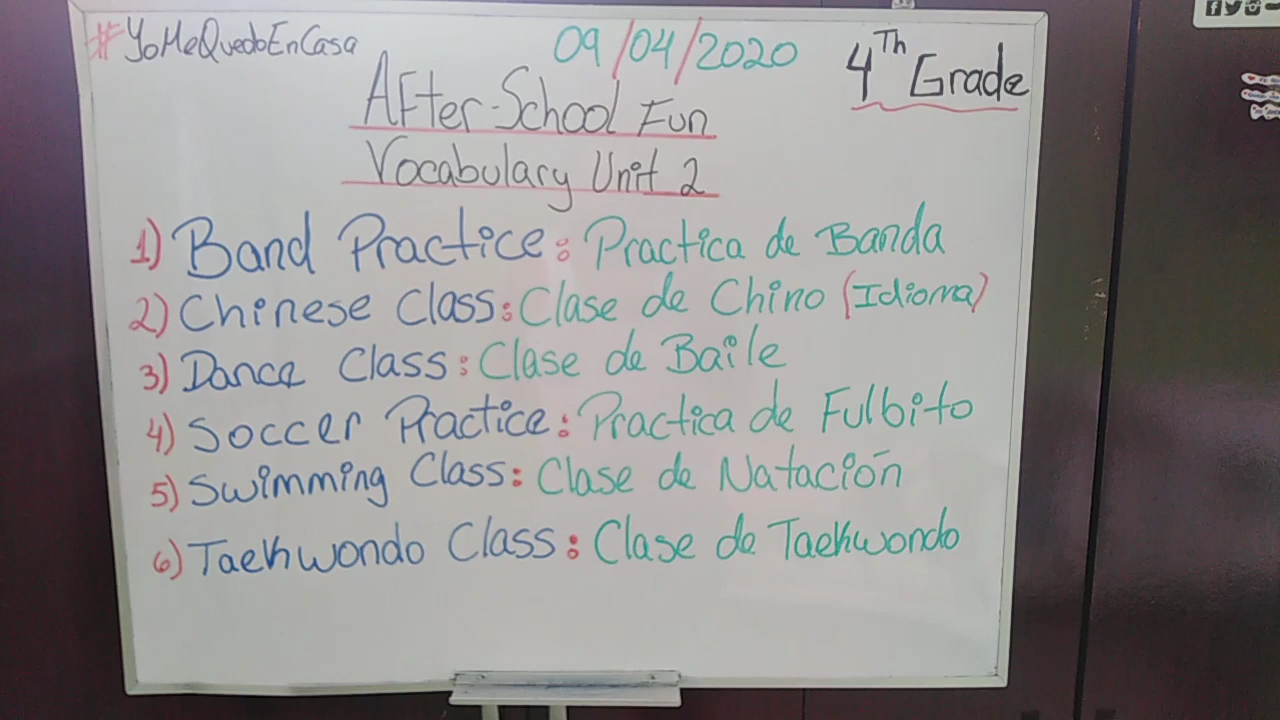 #YoMeQuedoEnCasa
09/04/2020
4Th Grade
AFter-School Fun
Vocabulary Unit 2
1) Band Practice: Practica de Banda
2) Chinese Class: Clase de Chino (Idioma)
3) Dance Class: Clase de Baile
4) Soccer Practice: Practica de Fulbito
5) Swimming Class: Clase de Natación
6) Taekwondo Class: Clase de Taekwondo